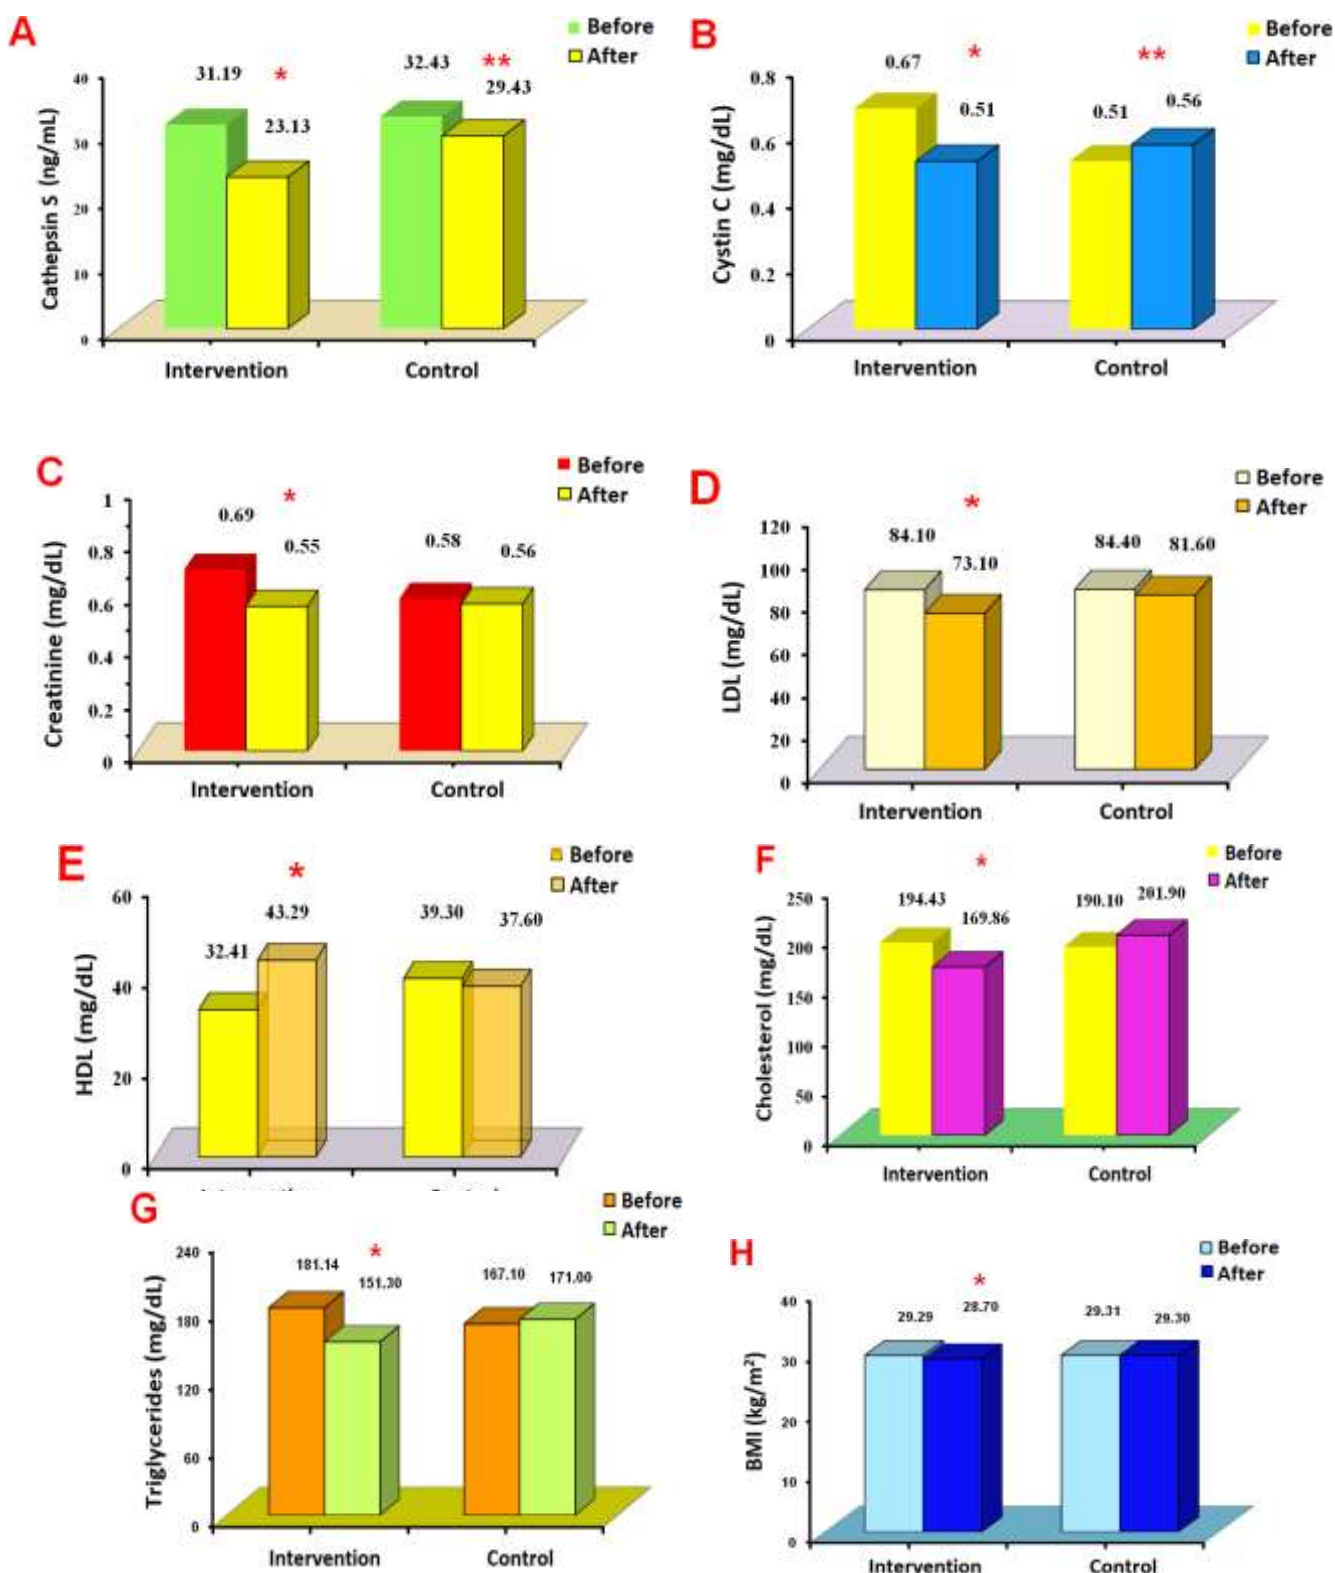 A
Before
After
Cathepsin S (ng/mL)
40
30
20
10
0
31.19
*
23.13
32.43
**
29.43
Intervention
Control
B
Before
After
Cystin C (mg/dL)
0.8
0.6
0.4
0.2
0
0.67
*
0.51
0.51
**
0.56
Intervention
Control
C
Before
After
Creatinine (mg/dL)
1
0.8
0.6
0.4
0.2
0
0.69
*
0.55
0.58
0.56
Intervention
Control
D
Before
After
LDL (mg/dL)
120
100
80
60
40
20
0
84.10
*
73.10
84.40
81.60
Intervention
Control
E
Before
After
HDL (mg/dL)
60
40
20
0
32.41
*
43.29
39.30
37.60
F
Before
After
Cholesterol (mg/dL)
250
200
150
100
50
0
194.43
*
169.86
190.10
201.90
Intervention
Control
G
Before
After
Triglycerides (mg/dL)
240
180
120
60
0
181.14
*
151.30
167.10
171.00
Intervention
Control
H
Before
After
BMI (kg/m²)
40
30
20
10
0
29.29
*
28.70
29.31
29.30
Intervention
Control